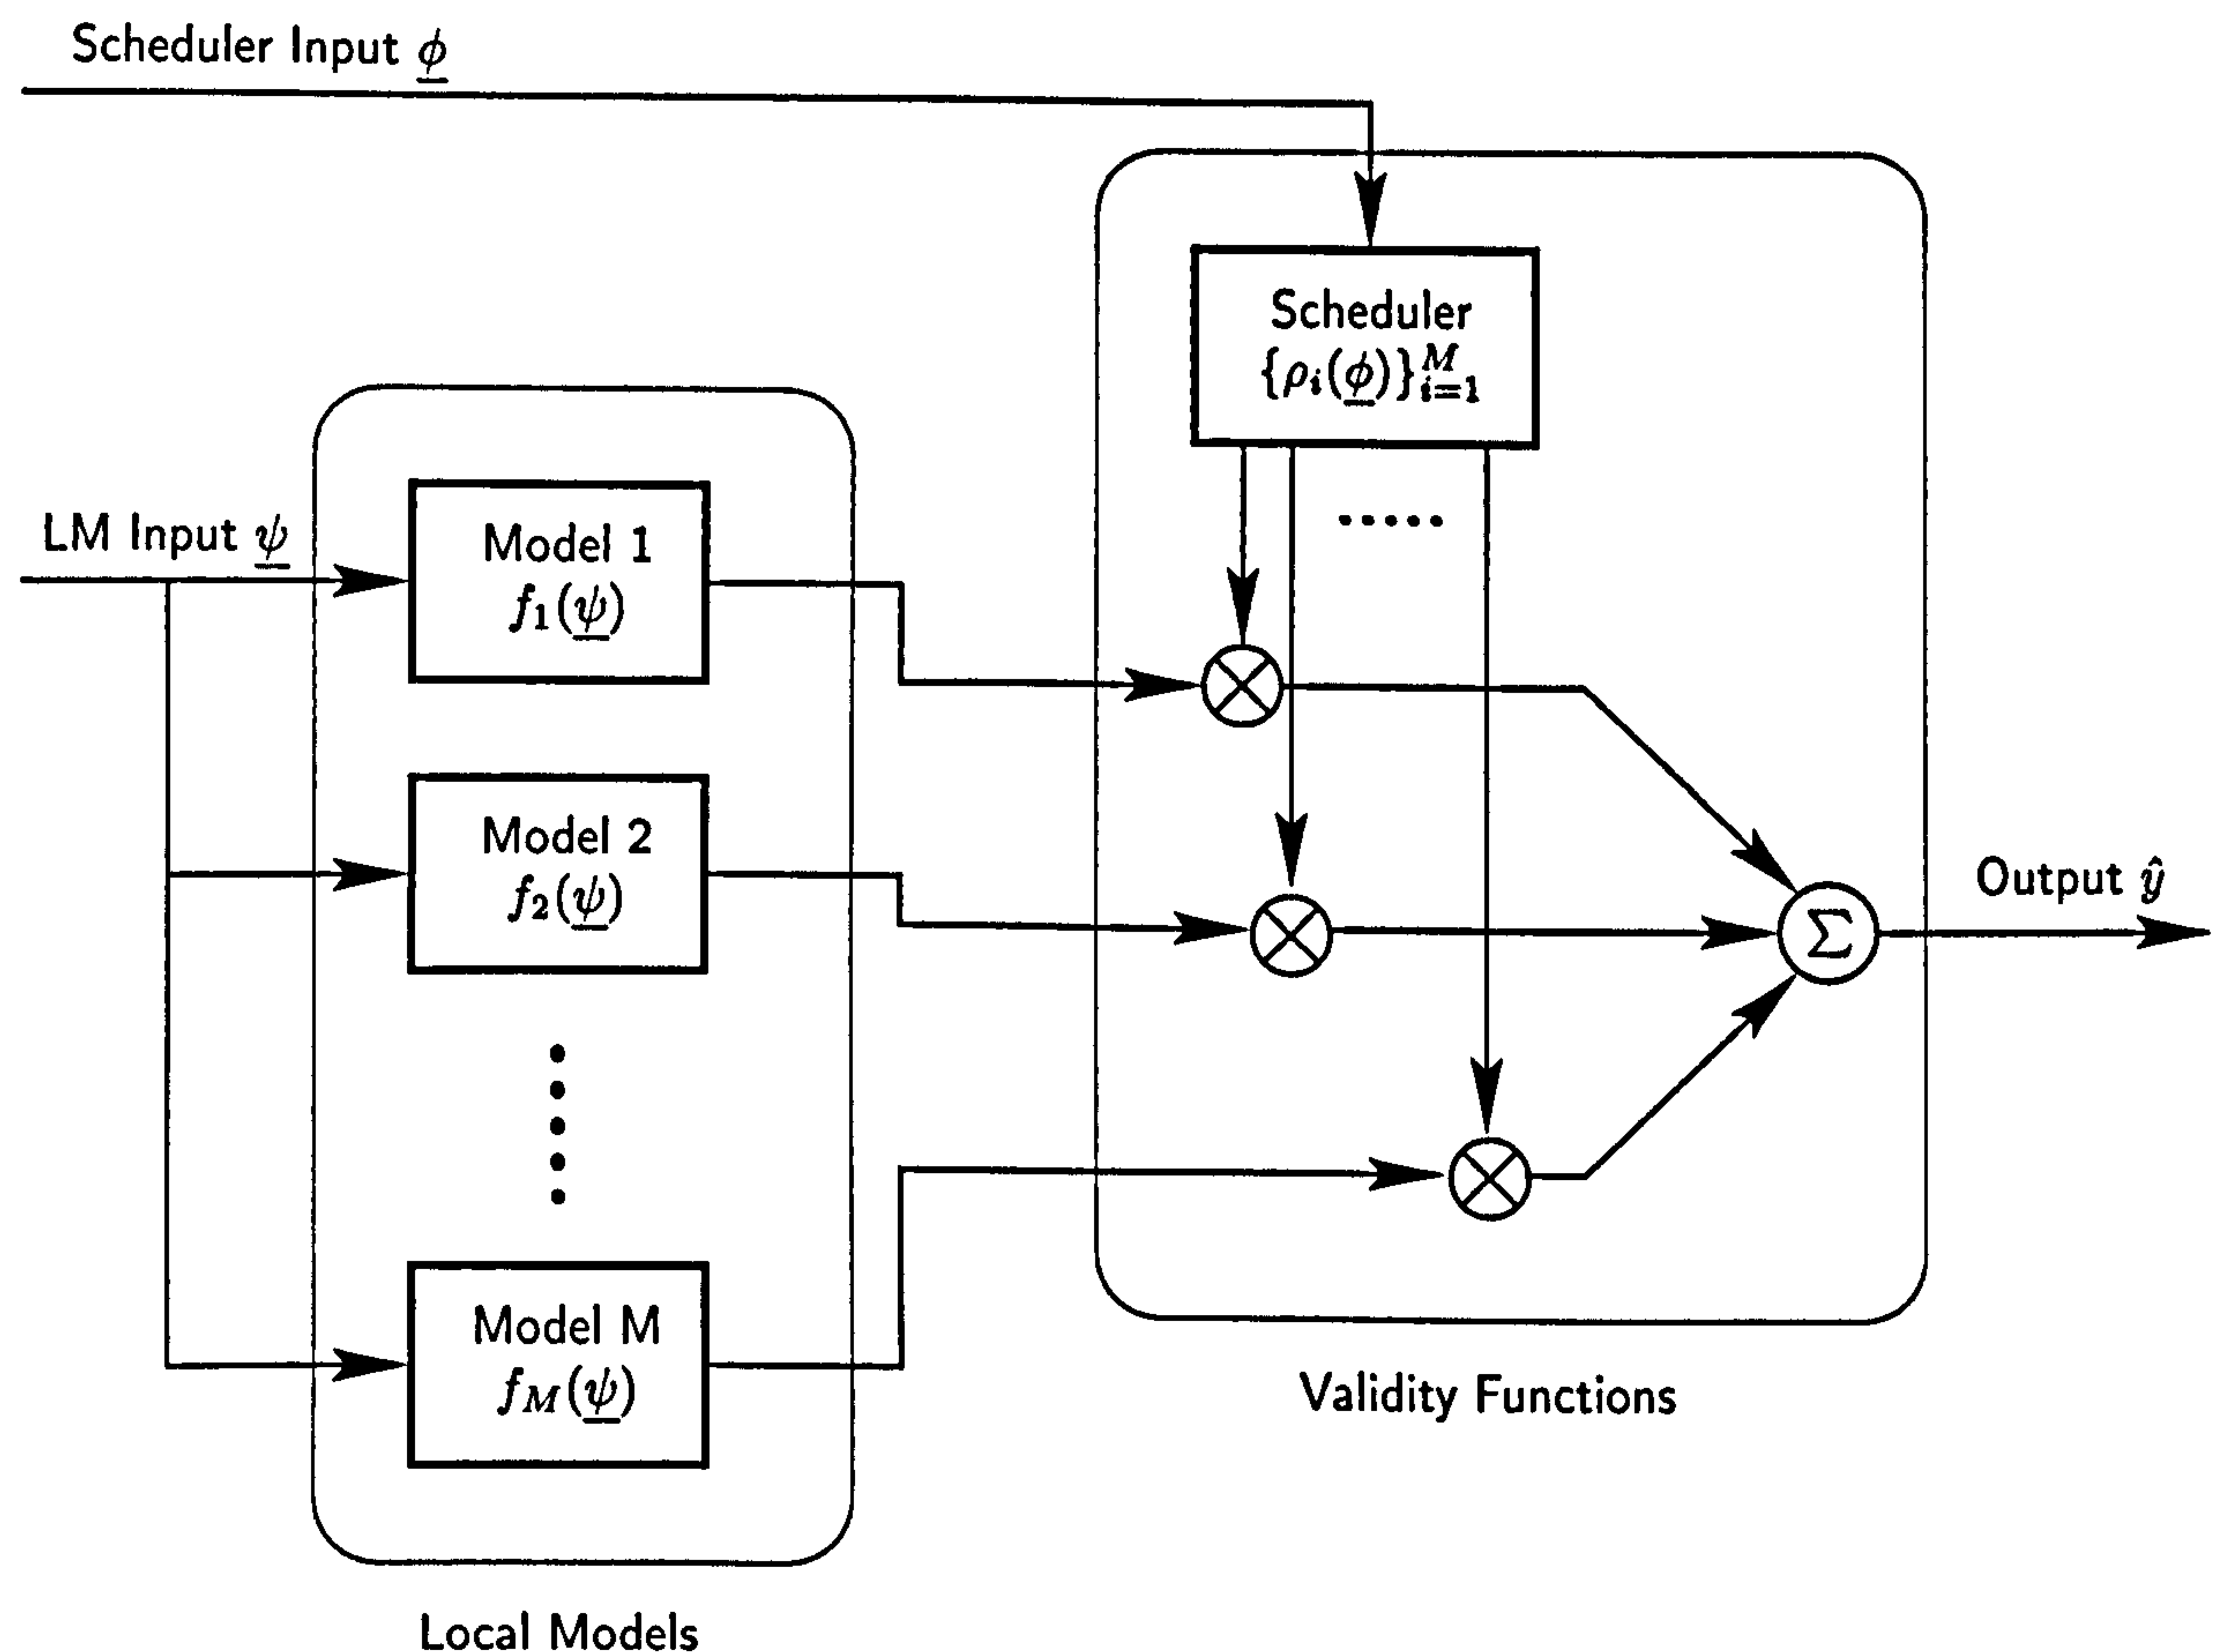 Scheduler Input ϕ
Scheduler
{ρᵢ(ϕ)}ᴹᵢ₌₁
LM Input ψ
Model 1
f₁(ψ)
Model 2
f₂(ψ)
Model M
f_M(ψ)
Σ
Output ŷ
Validity Functions
Local Models